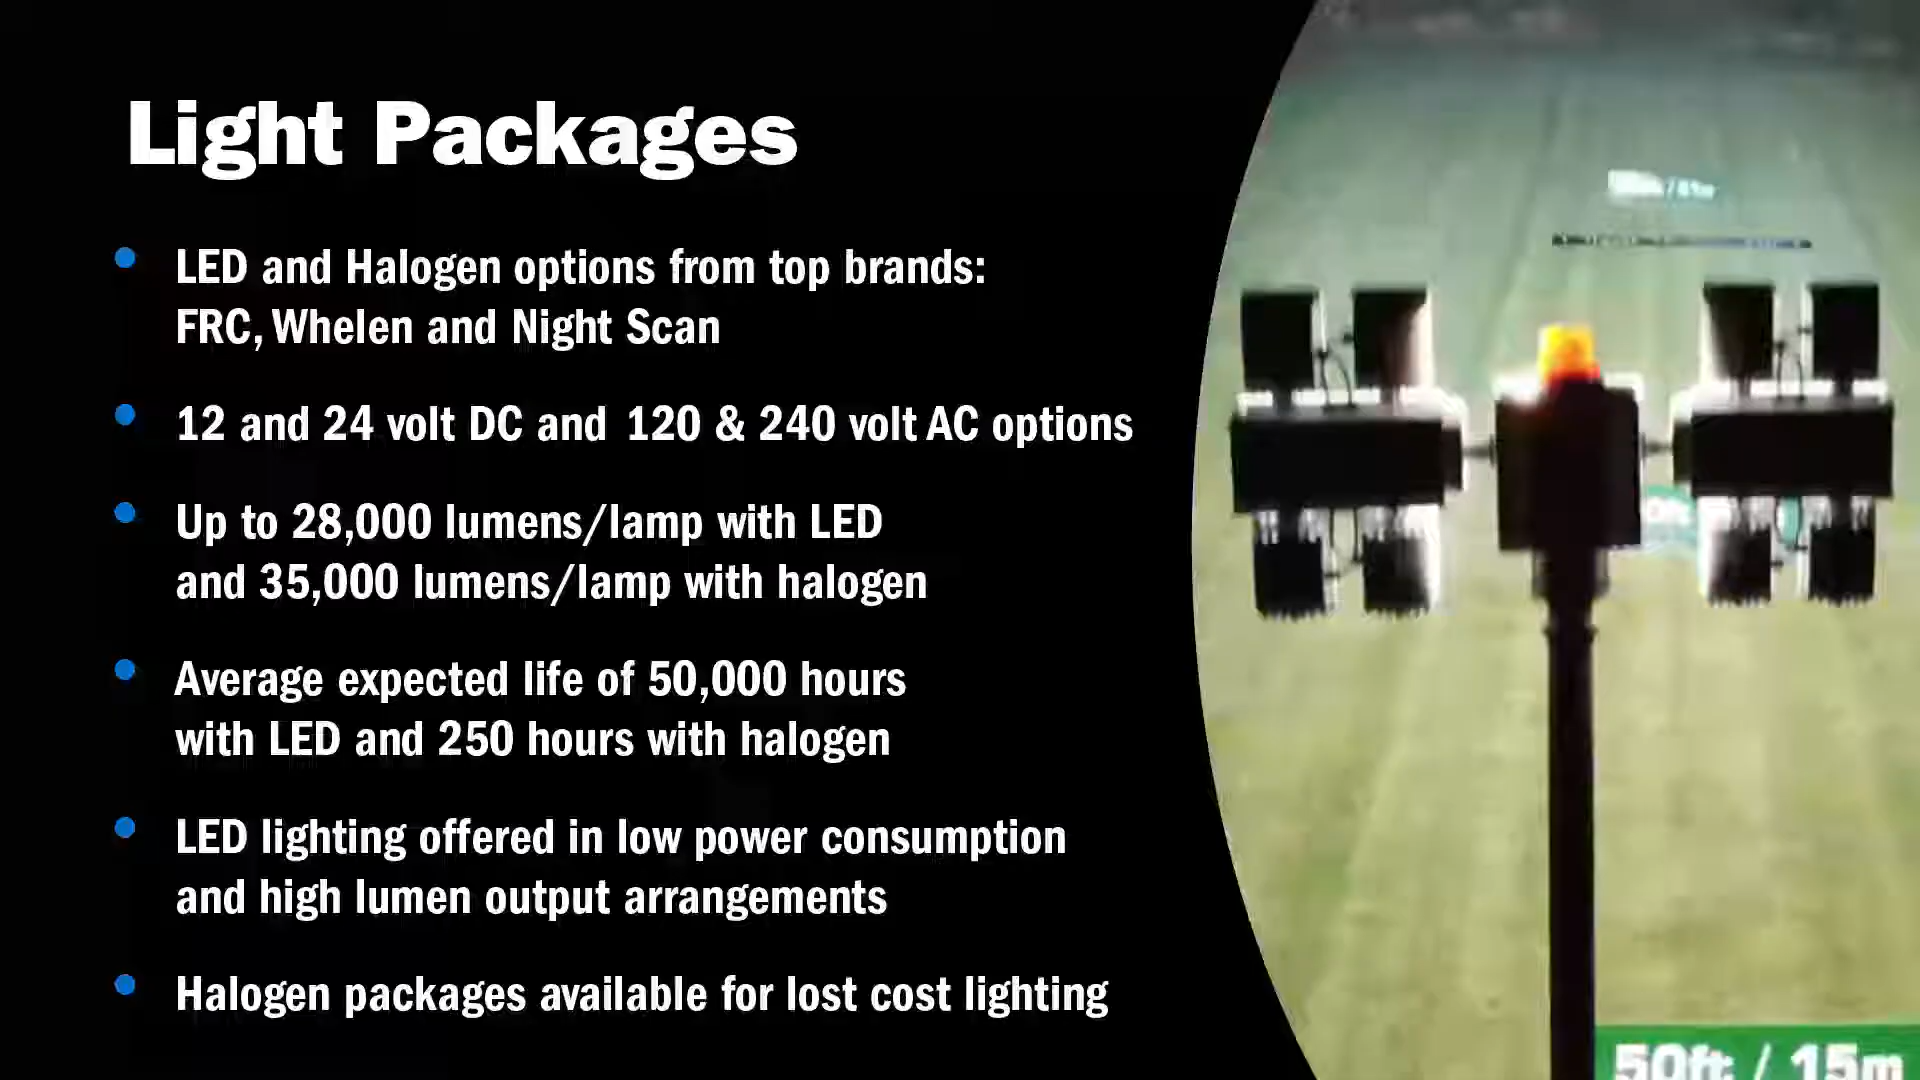 Light Packages
LED and Halogen options from top brands:
FRC, Whelen and Night Scan
12 and 24 volt DC and 120 & 240 volt AC options
Up to 28,000 lumens/lamp with LED
and 35,000 lumens/lamp with halogen
Average expected life of 50,000 hours
with LED and 250 hours with halogen
LED lighting offered in low power consumption
and high lumen output arrangements
Halogen packages available for lost cost lighting
50ft / 15m